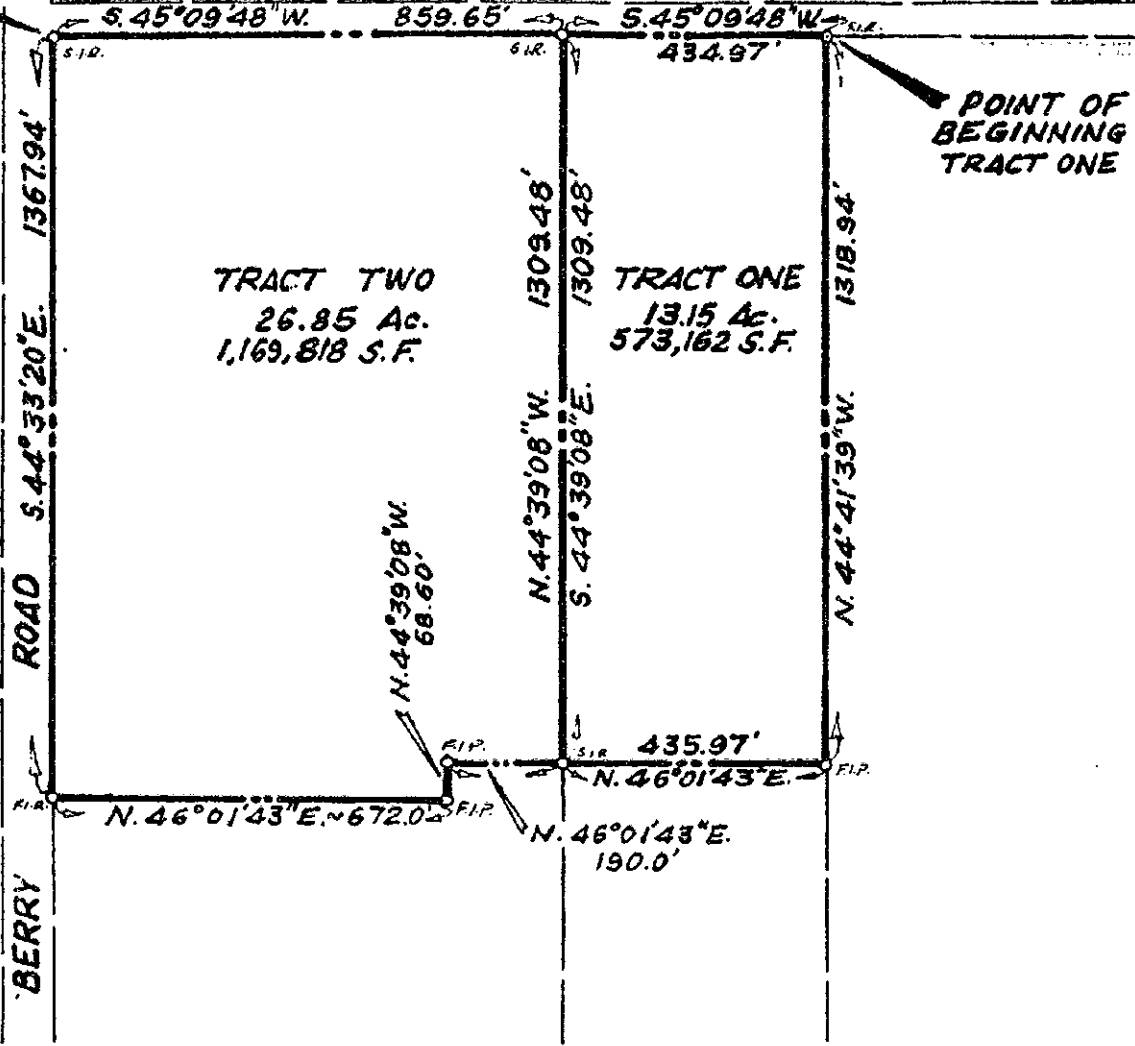 S.45°09'48"W. 859.65'
S.45°09'48"W.
434.97'
S.I.R.
S.I.R.
POINT OF
BEGINNING
TRACT ONE
S.44°33'20"E. 1367.94'
TRACT TWO
26.85 Ac.
1,169,818 S.F.
N.44°39'08"W. 1309.48'
S.44°39'08"E. 1309.48'
TRACT ONE
13.15 Ac.
573,162 S.F.
N.44°41'39"W. 1318.94'
N.44°39'08"W.
68.60'
F.I.P.
S.I.R.
435.97'
N.46°01'43"E.
F.I.P.
F.I.R.
N.46°01'43"E.~672.0'
F.I.P.
N.46°01'43"E.
190.0'
BERRY ROAD